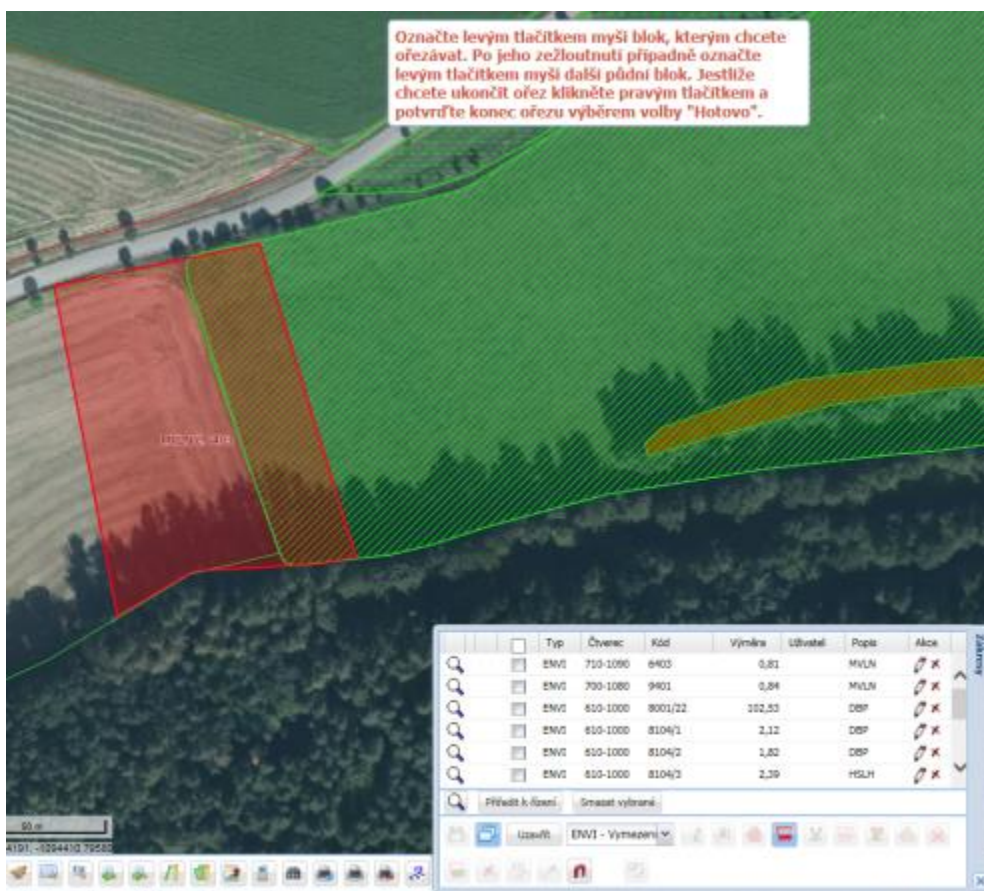 Označte levým tlačítkem myši blok, kterým chcete
ořezávat. Po jeho zežloutnutí případně označte
levým tlačítkem myši další půdní blok. Jestliže
chcete ukončit ořez klikněte pravým tlačítkem a
potvrďte konec ořezu výběrem volby "Hotovo".
Typ Čtverec Kód Výměra Uživatel Popis Akce
Zákresy
ENVI 710-1090 6403 0,81 MVLN
ENVI 700-1080 9401 0,84 MVLN
ENVI 610-1000 8001/22 102,53 DBP
ENVI 610-1000 8104/1 2,12 DBP
ENVI 610-1000 8104/2 1,82 DBP
ENVI 610-1000 8104/3 2,39 HSLH
Přiřadit k řízení Smazat vybrané
50 m
Uzavřít ENVI - Vymezení